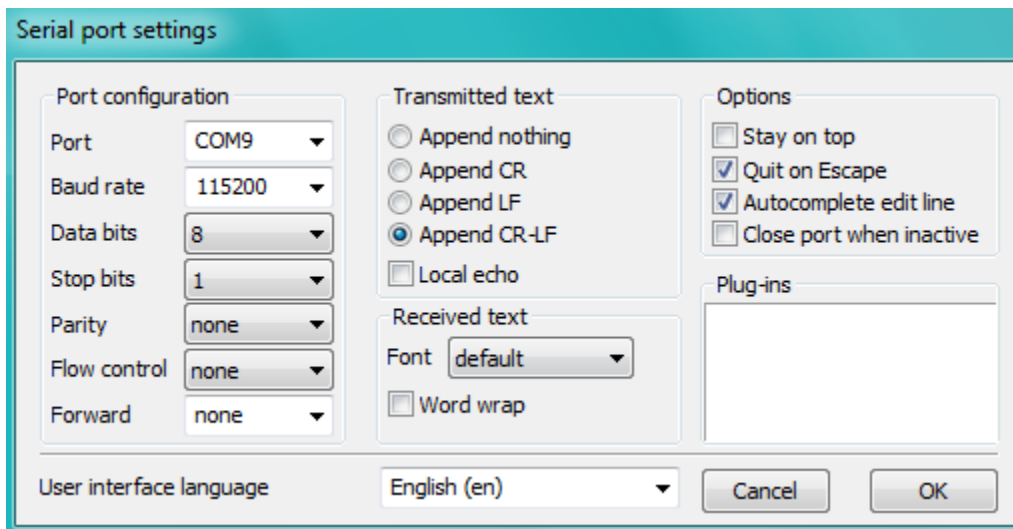 Serial port settings
Port configuration
Port COM9
Baud rate 115200
Data bits 8
Stop bits 1
Parity none
Flow control none
Forward none
Transmitted text
Append nothing
Append CR
Append LF
Append CR-LF
Local echo
Received text
Font default
Word wrap
Options
Stay on top
Quit on Escape
Autocomplete edit line
Close port when inactive
Plug-ins
User interface language English (en)
Cancel OK